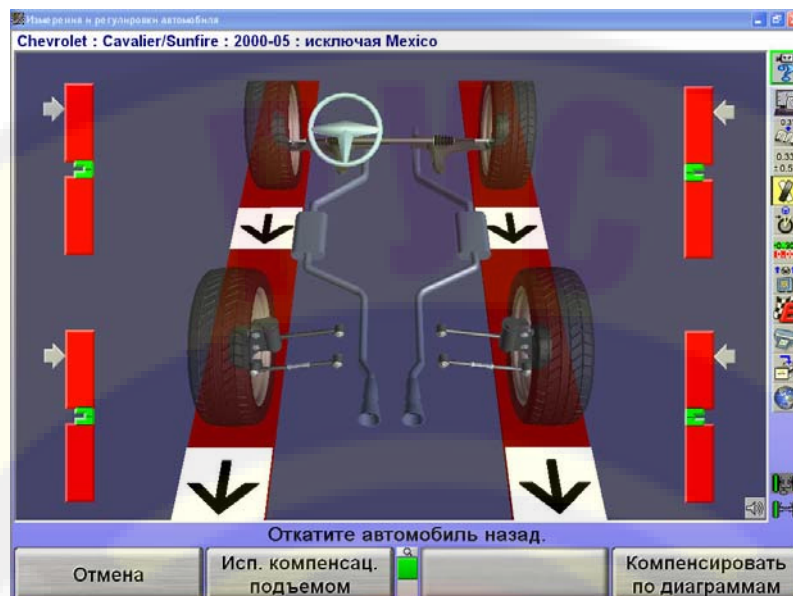 Измерения и регулировки автомобиля
Chevrolet : Cavalier/Sunfire : 2000-05 : исключая Mexico
Откатите автомобиль назад.
Отмена
Исп. компенсац.
подъемом
Компенсировать
по диаграммам